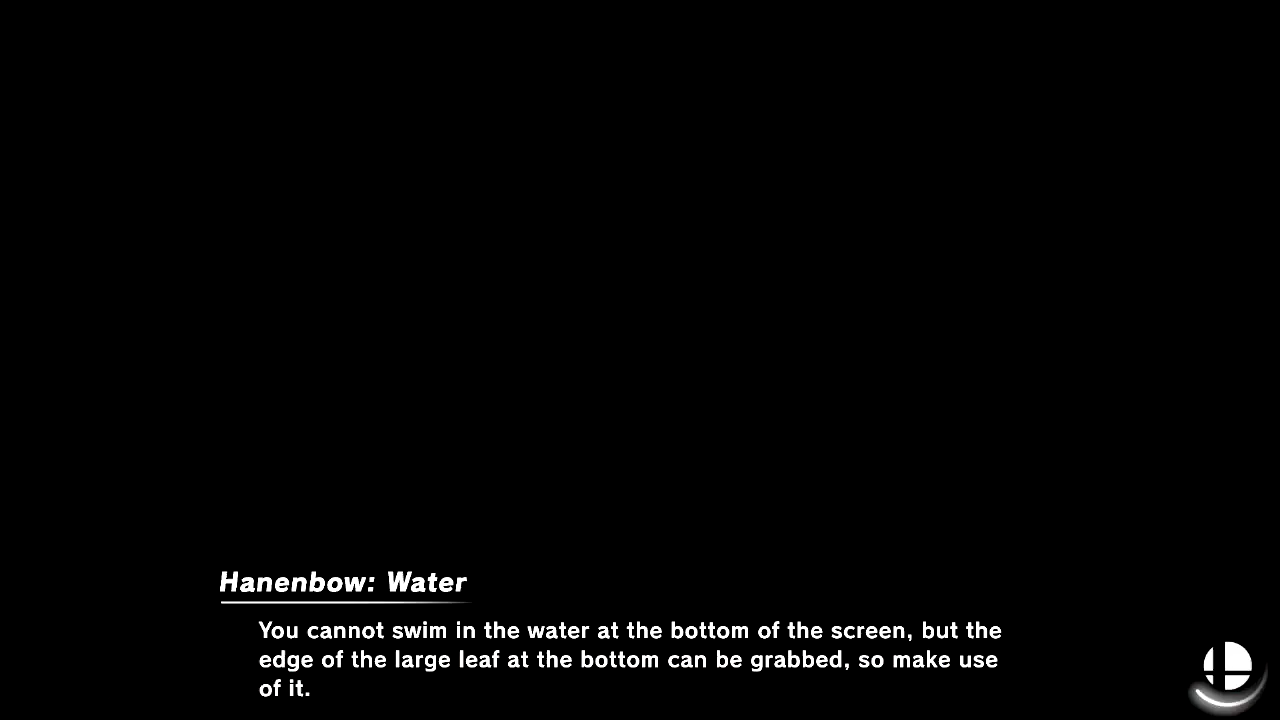 Hanenbow: Water
You cannot swim in the water at the bottom of the screen, but the
edge of the large leaf at the bottom can be grabbed, so make use
of it.